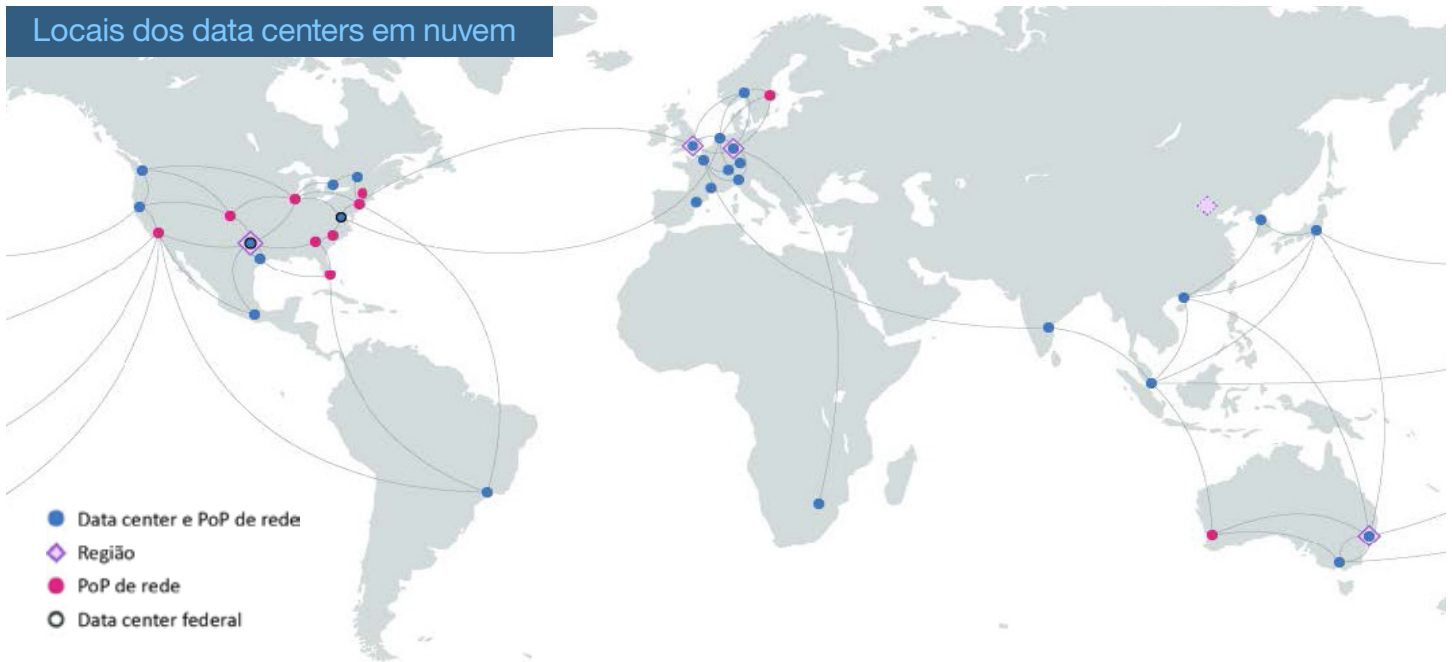 Locais dos data centers em nuvem
Data center e PoP de rede
Região
PoP de rede
Data center federal